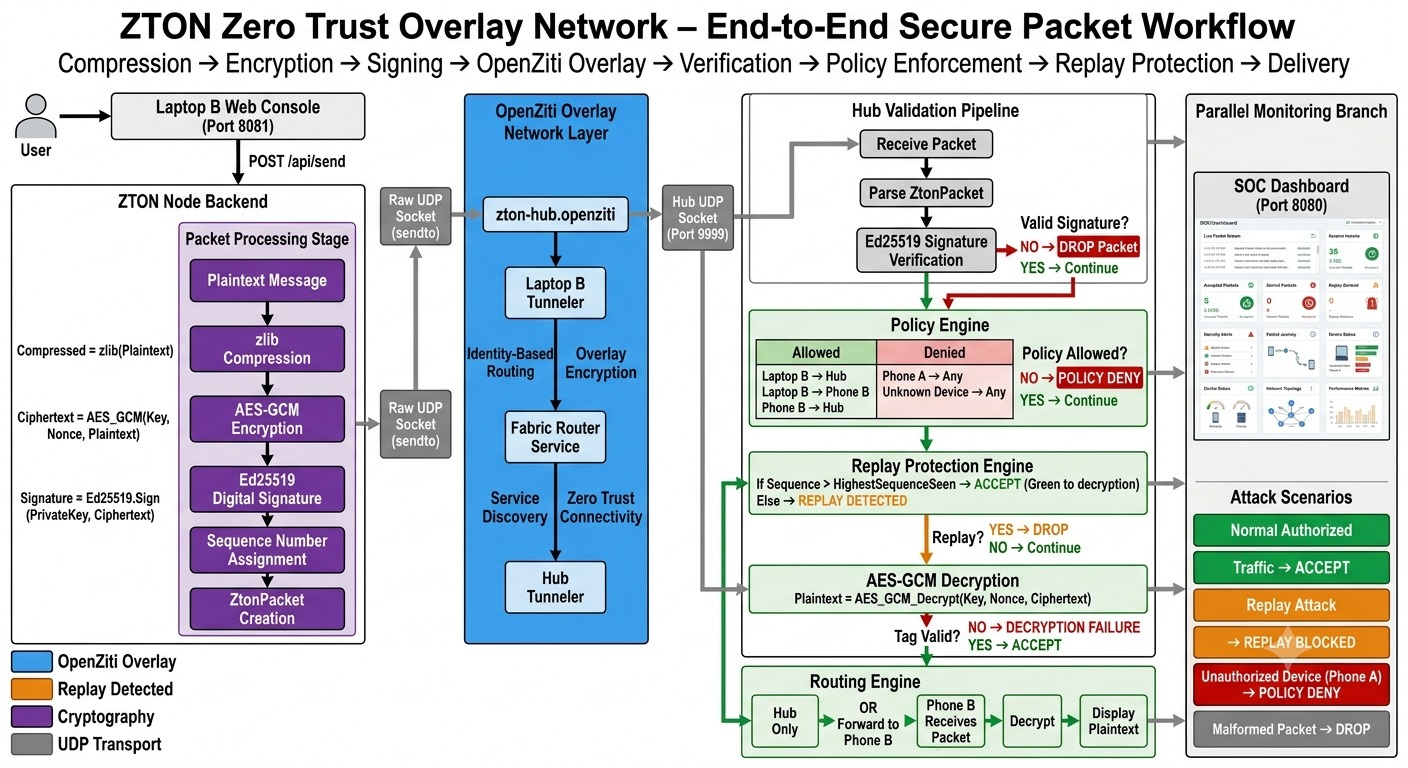 ZTON Zero Trust Overlay Network – End-to-End Secure Packet Workflow
Compression → Encryption → Signing → OpenZiti Overlay → Verification → Policy Enforcement → Replay Protection → Delivery
User
Laptop B Web Console
(Port 8081)
POST /api/send
ZTON Node Backend
Packet Processing Stage
Plaintext Message
zlib
Compression
Compressed = zlib(Plaintext)
AES-GCM
Encryption
Ciphertext = AES_GCM(Key,
Nonce, Plaintext)
Ed25519
Digital Signature
Signature = Ed25519.Sign
(PrivateKey, Ciphertext)
Sequence Number
Assignment
ZtonPacket
Creation
OpenZiti Overlay
Replay Detected
Cryptography
UDP Transport
Raw UDP
Socket
(sendto)
Raw UDP
Socket
(sendto)
OpenZiti Overlay
Network Layer
zton-hub.openziti
Laptop B
Tunneler
Identity-Based
Routing
Overlay
Encryption
Fabric Router
Service
Service
Discovery
Zero Trust
Connectivity
Hub
Tunneler
Hub UDP
Socket
(Port 9999)
Hub Validation Pipeline
Receive Packet
Parse ZtonPacket
Ed25519 Signature
Verification
Valid Signature?
NO → DROP Packet
YES → Continue
Policy Engine
Allowed
Denied
Laptop B → Hub
Laptop B → Phone B
Phone B → Hub
Phone A → Any
Unknown Device → Any
Policy Allowed?
NO → POLICY DENY
YES → Continue
Replay Protection Engine
If Sequence > HighestSequenceSeen → ACCEPT (Green to decryption)
Else → REPLAY DETECTED
Replay?
YES → DROP
NO → Continue
AES-GCM Decryption
Plaintext = AES_GCM_Decrypt(Key, Nonce, Ciphertext)
Tag Valid?
NO → DECRYPTION FAILURE
YES → ACCEPT
Routing Engine
Hub
Only
OR
Forward to
Phone B
Phone B
Receives
Packet
Decrypt
Display
Plaintext
Parallel Monitoring Branch
SOC Dashboard
(Port 8080)
Attack Scenarios
Normal Authorized
Traffic → ACCEPT
Replay Attack
→ REPLAY BLOCKED
Unauthorized Device (Phone A)
→ POLICY DENY
Malformed Packet → DROP